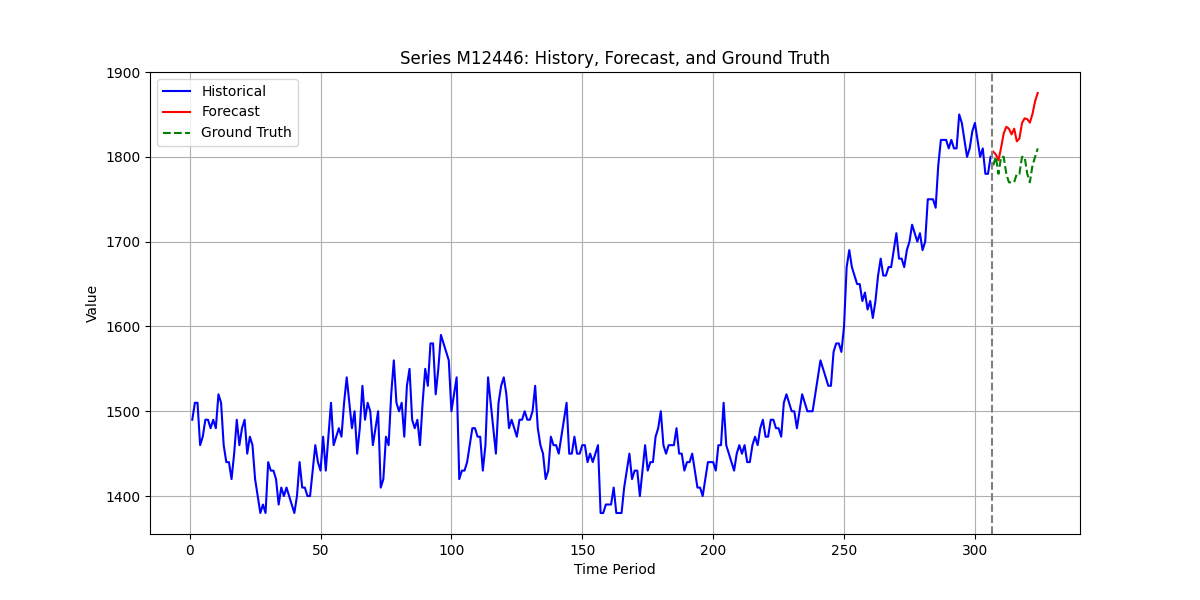 Series M12446: History, Forecast, and Ground Truth
Historical
Forecast
Ground Truth
Value
1900
1800
1700
1600
1500
1400
0 50 100 150 200 250 300
Time Period